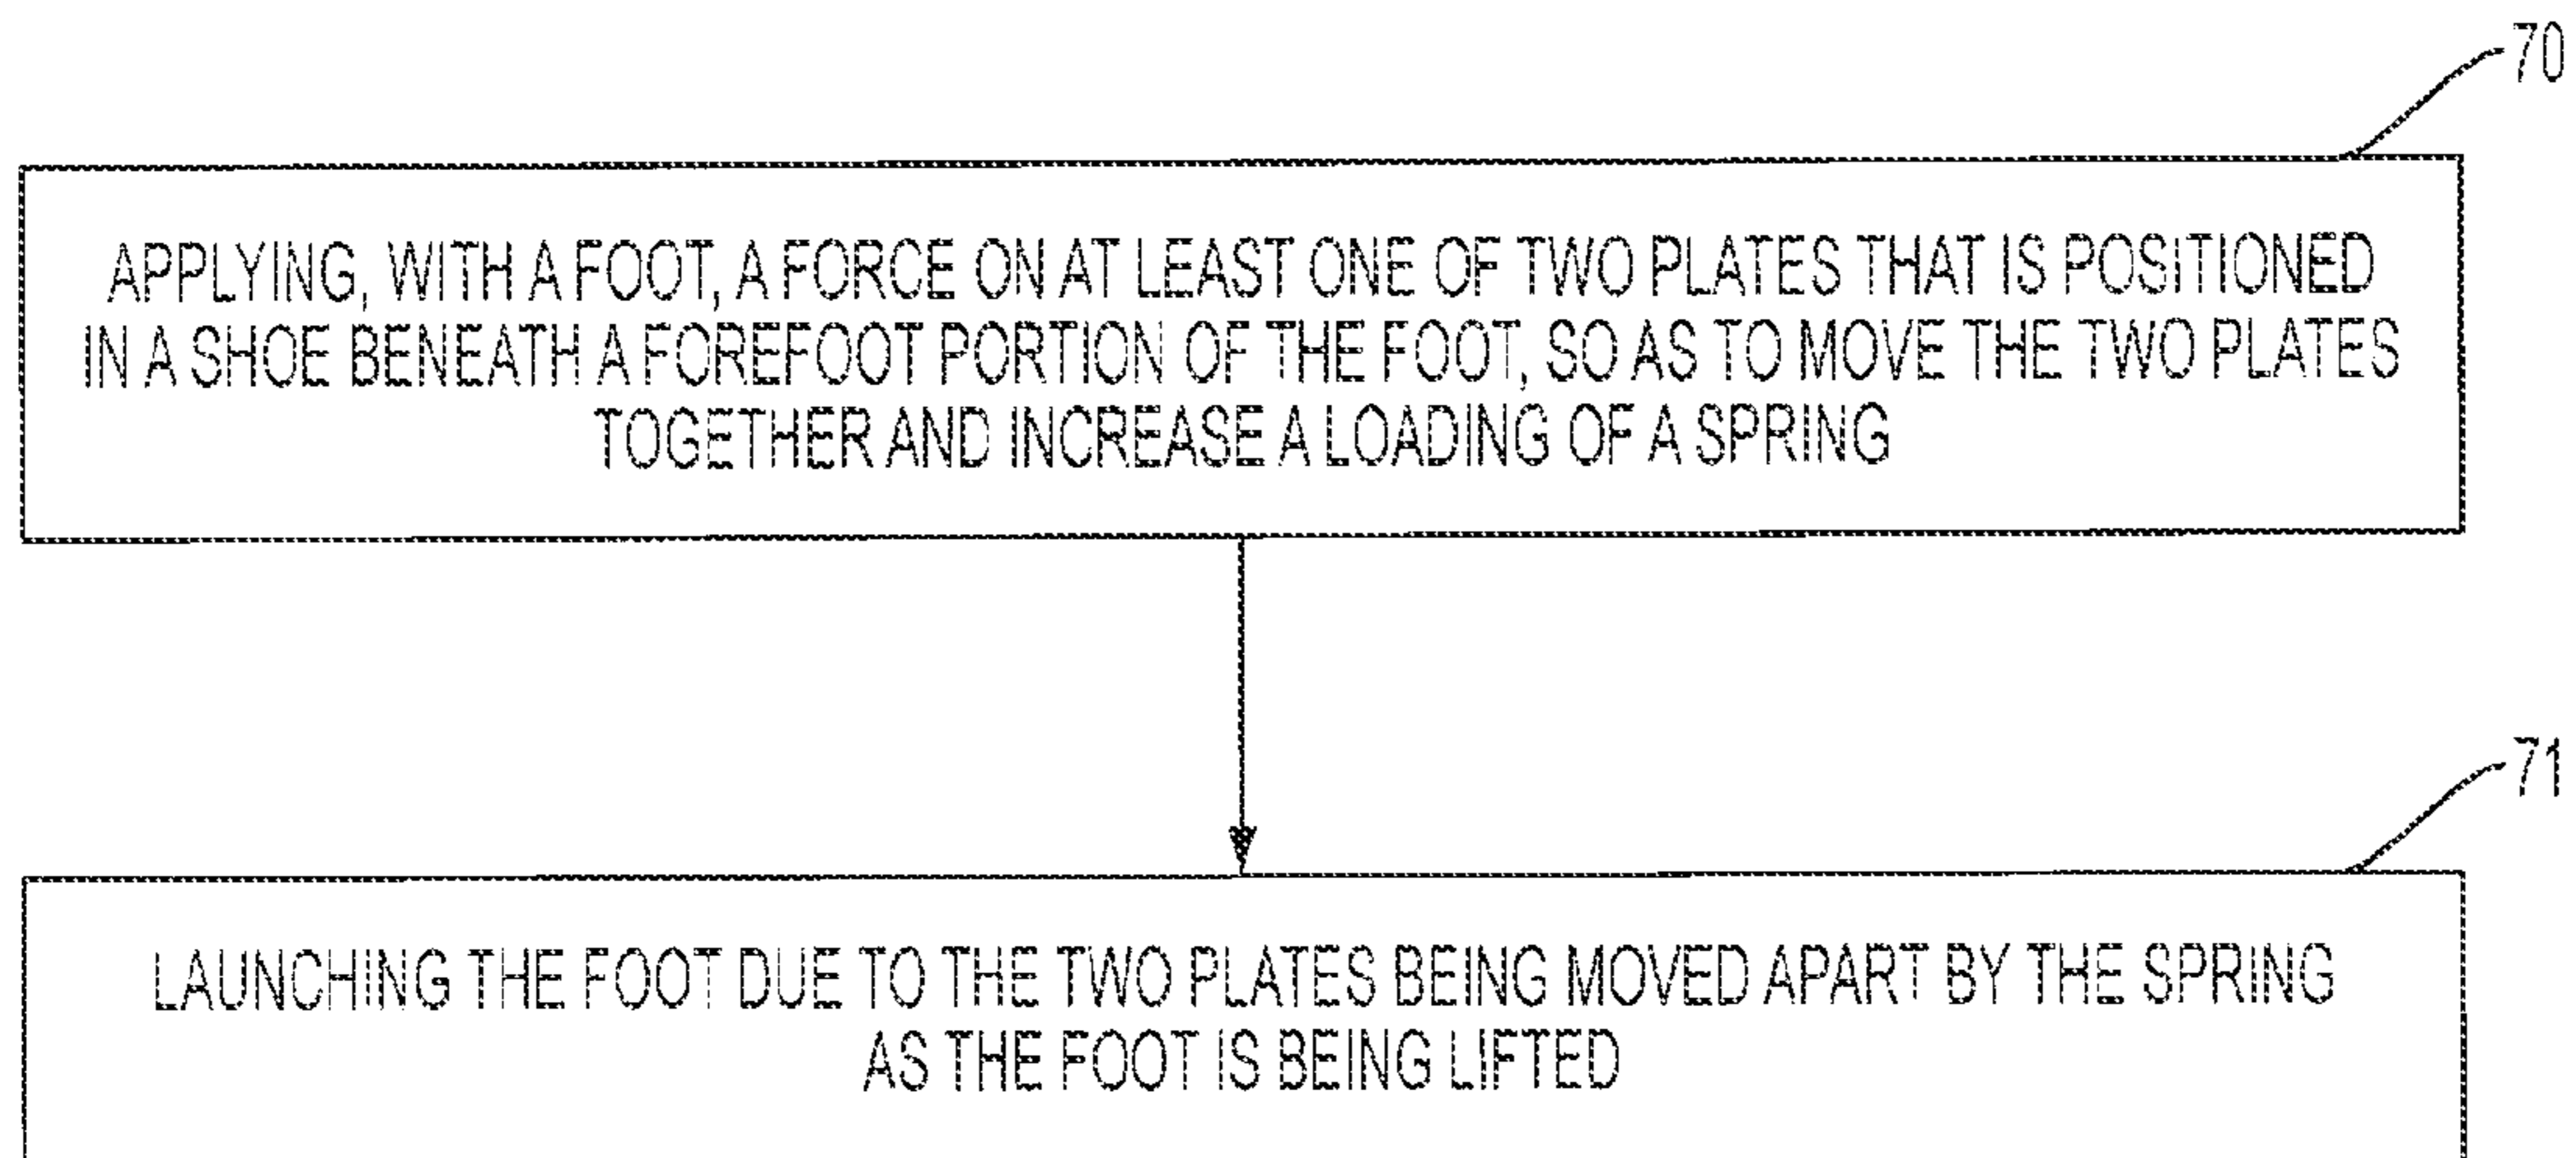 70
APPLYING, WITH A FOOT, A FORCE ON AT LEAST ONE OF TWO PLATES THAT IS POSITIONED
IN A SHOE BENEATH A FOREFOOT PORTION OF THE FOOT, SO AS TO MOVE THE TWO PLATES
TOGETHER AND INCREASE A LOADING OF A SPRING
71
LAUNCHING THE FOOT DUE TO THE TWO PLATES BEING MOVED APART BY THE SPRING
AS THE FOOT IS BEING LIFTED